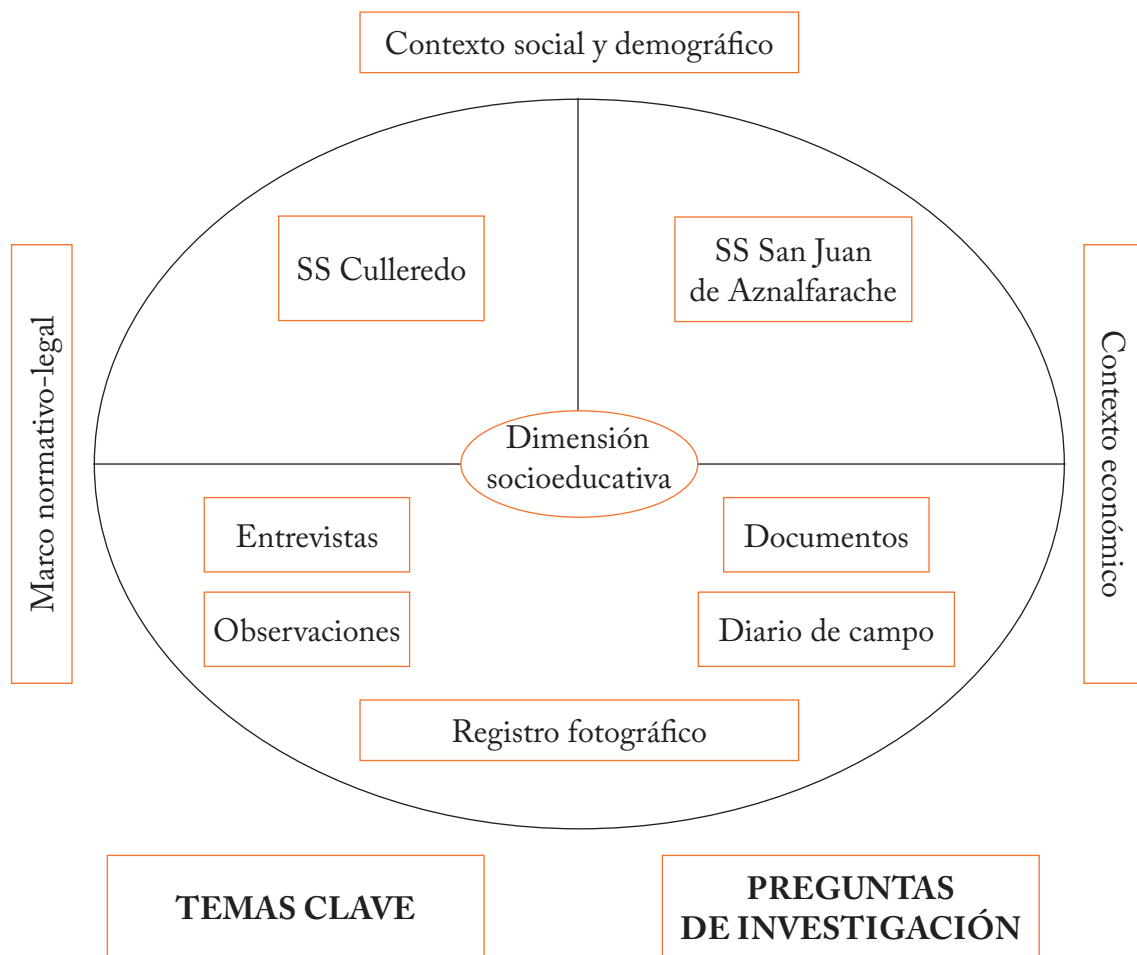 Contexto social y demográfico
SS Culleredo
SS San Juan
de Aznalfarache
Marco normativo-legal
Contexto económico
Dimensión
socioeducativa
Entrevistas
Documentos
Observaciones
Diario de campo
Registro fotográfico
TEMAS CLAVE
PREGUNTAS
DE INVESTIGACIÓN